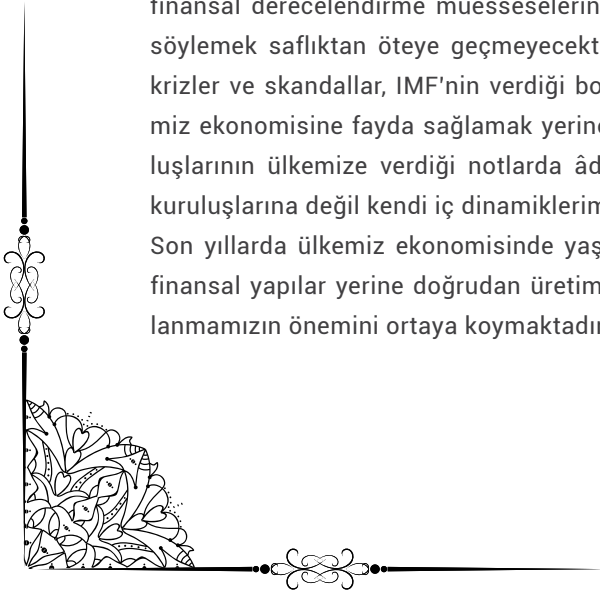 finansal derecelendirme müesseselerin
söylemek saflıktan öteye geçmeyecekt
krizler ve skandallar, IMF'nin verdiği bo
miz ekonomisine fayda sağlamak yerin
luşlarının ülkemize verdiği notlarda âd
kuruluşlarına değil kendi iç dinamiklerim
Son yıllarda ülkemiz ekonomisinde yaş
finansal yapılar yerine doğrudan üretim
lanmamızın önemini ortaya koymaktadır